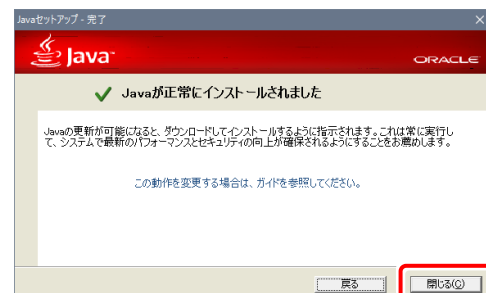 Javaセットアップ - 完了
Java
ORACLE
Javaが正常にインストールされました
Javaの更新が可能になると、ダウンロードしてインストールするように指示されます。これは常に実行し
て、システムで最新のパフォーマンスとセキュリティの向上が確保されるようにすることをお薦めします。
この動作を変更する場合は、ガイドを参照してください。
戻る
閉じる(C)